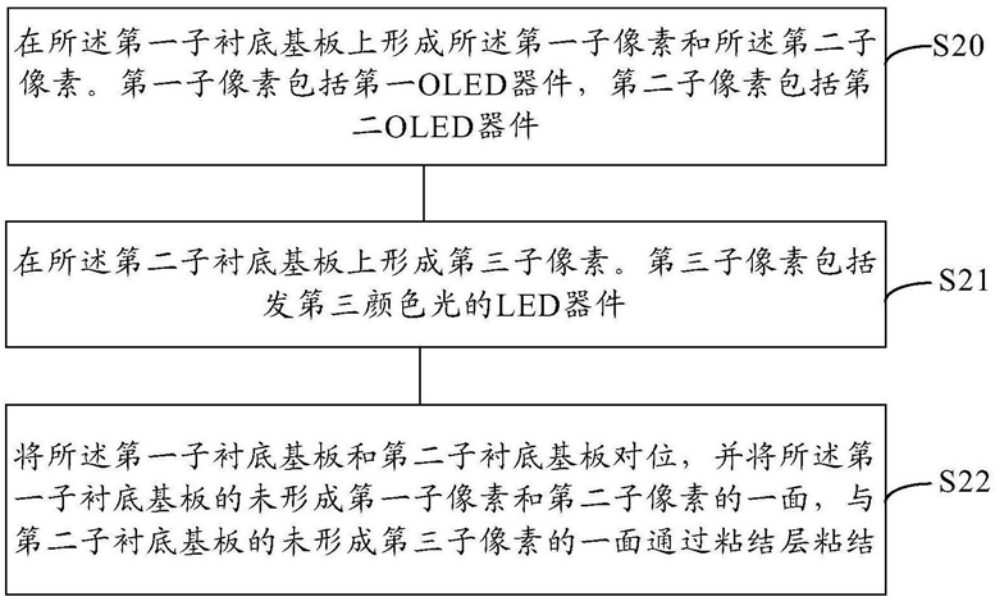 在所述第一子衬底基板上形成所述第一子像素和所述第二子
像素。第一子像素包括第一OLED器件，第二子像素包括第
二OLED器件
S20
在所述第二子衬底基板上形成第三子像素。第三子像素包括
发第三颜色光的LED器件
S21
将所述第一子衬底基板和第二子衬底基板对位，并将所述第
一子衬底基板的未形成第一子像素和第二子像素的一面，与
第二子衬底基板的未形成第三子像素的一面通过粘结层粘结
S22